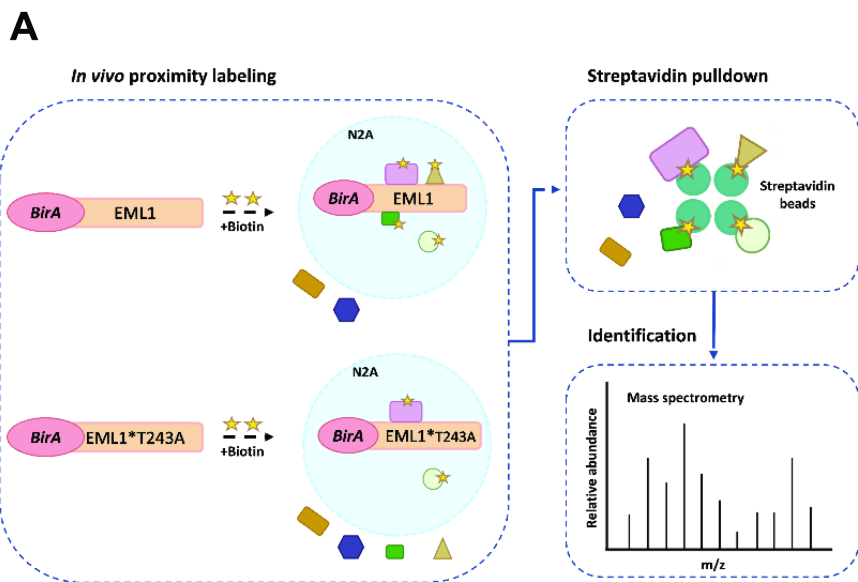 A
In vivo proximity labeling
Streptavidin pulldown
N2A
BirA
EML1
+Biotin
BirA
EML1
Streptavidin
beads
Identification
N2A
BirA
EML1*T243A
+Biotin
BirA
EML1*T243A
Mass spectrometry
Relative abundance
m/z